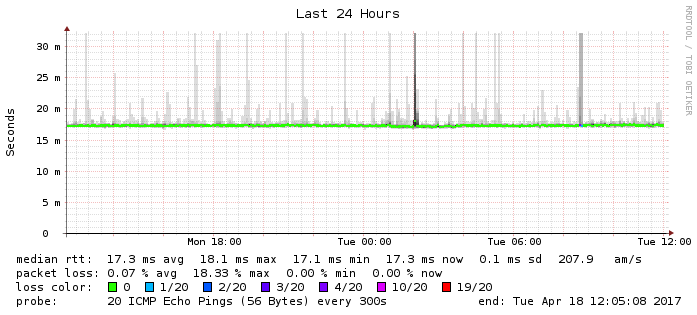 Last 24 Hours
RRDTOOL / TOBI OETIKER
Seconds
30 m
25 m
20 m
15 m
10 m
5 m
0
Mon 18:00 Tue 00:00 Tue 06:00 Tue 12:00
median rtt: 17.3 ms avg 18.1 ms max 17.1 ms min 17.3 ms now 0.1 ms sd 207.9 am/s
packet loss: 0.07 % avg 18.33 % max 0.00 % min 0.00 % now
loss color: 0 1/20 2/20 3/20 4/20 10/20 19/20
probe: 20 ICMP Echo Pings (56 Bytes) every 300s end: Tue Apr 18 12:05:08 2017